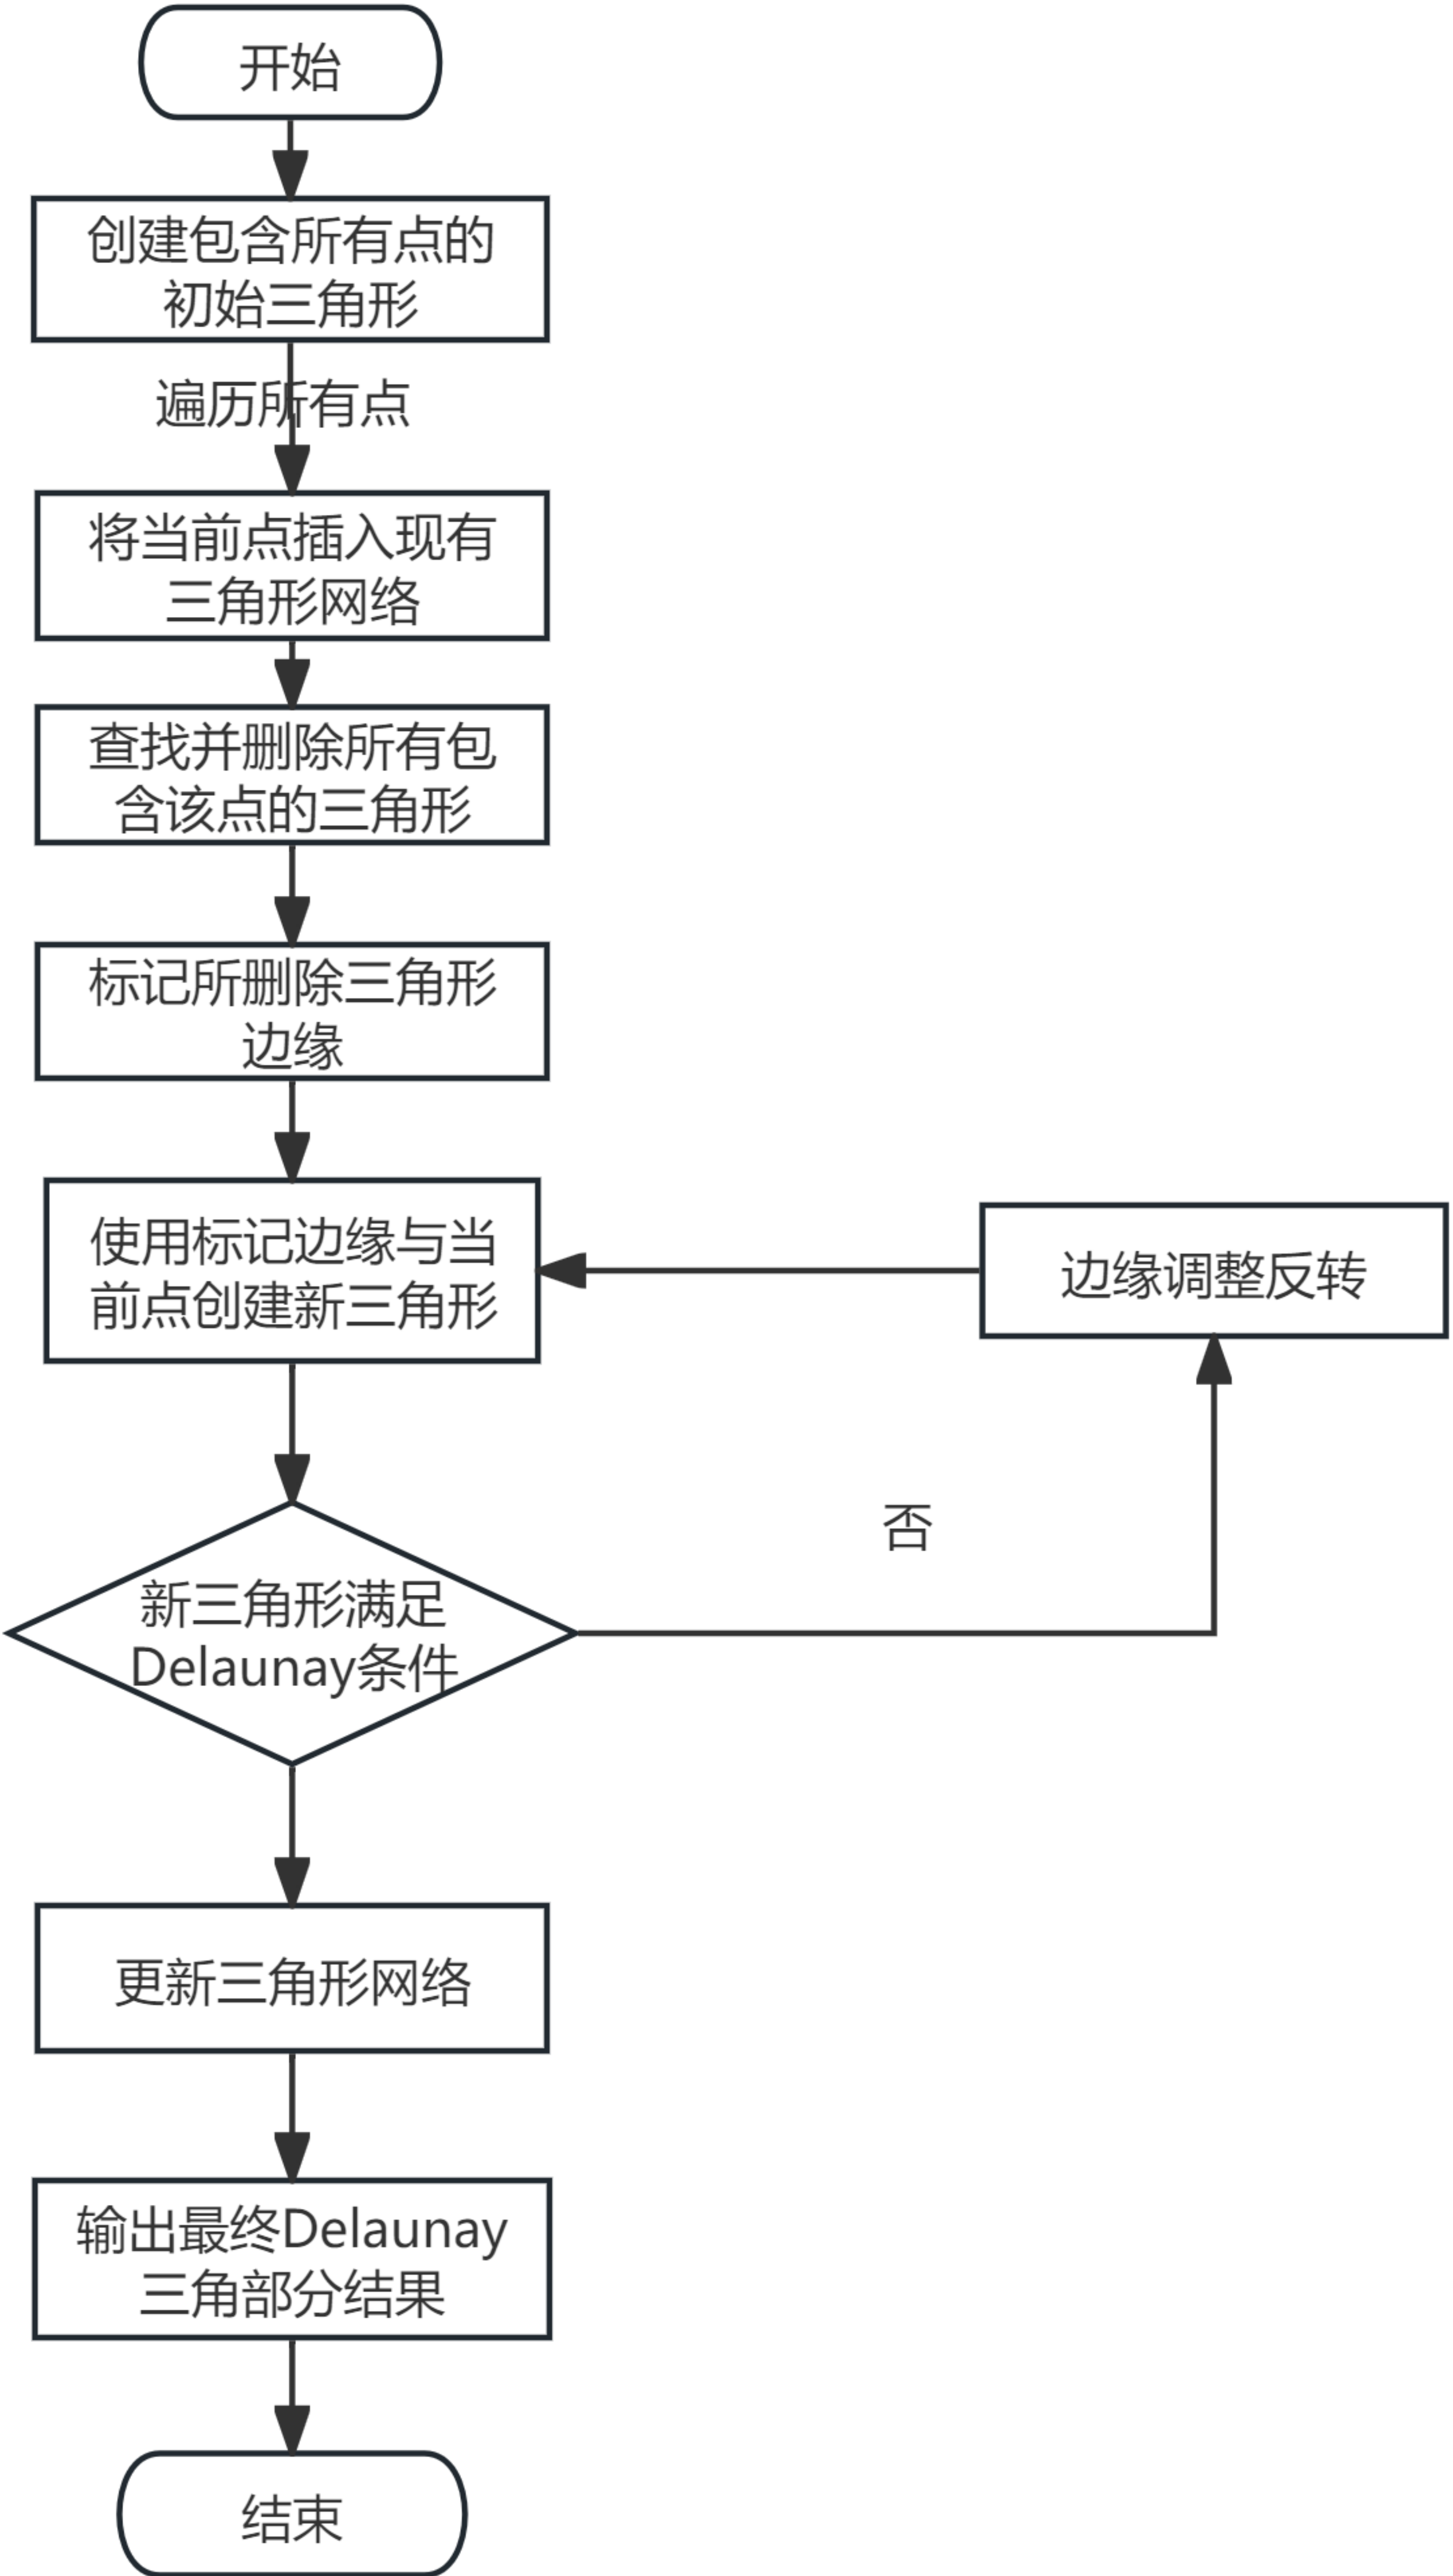 开始
创建包含所有点的
初始三角形
遍历所有点
将当前点插入现有
三角形网络
查找并删除所有包
含该点的三角形
标记所删除三角形
边缘
使用标记边缘与当
前点创建新三角形
边缘调整反转
否
新三角形满足
Delaunay条件
更新三角形网络
输出最终Delaunay
三角部分结果
结束